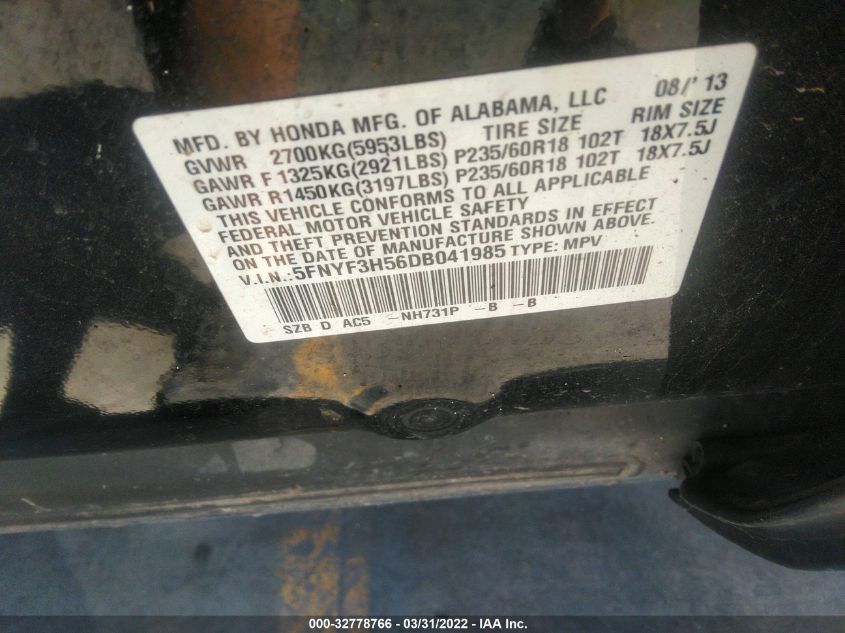 MFD. BY HONDA MFG. OF ALABAMA, LLC 08/'13
GVWR 2700KG(5953LBS) TIRE SIZE RIM SIZE
GAWR F1325KG(2921LBS) P235/60R18 102T 18X7.5J
GAWR R1450KG(3197LBS) P235/60R18 102T 18X7.5J
THIS VEHICLE CONFORMS TO ALL APPLICABLE
FEDERAL MOTOR VEHICLE SAFETY
AND THEFT PREVENTION STANDARDS IN EFFECT
ON THE DATE OF MANUFACTURE SHOWN ABOVE.
V.I.N.:5FNYF3H56DB041985 TYPE: MPV
SZB D AC5 -NH731P -B -B
000-32778766 - 03/31/2022 - IAA Inc.